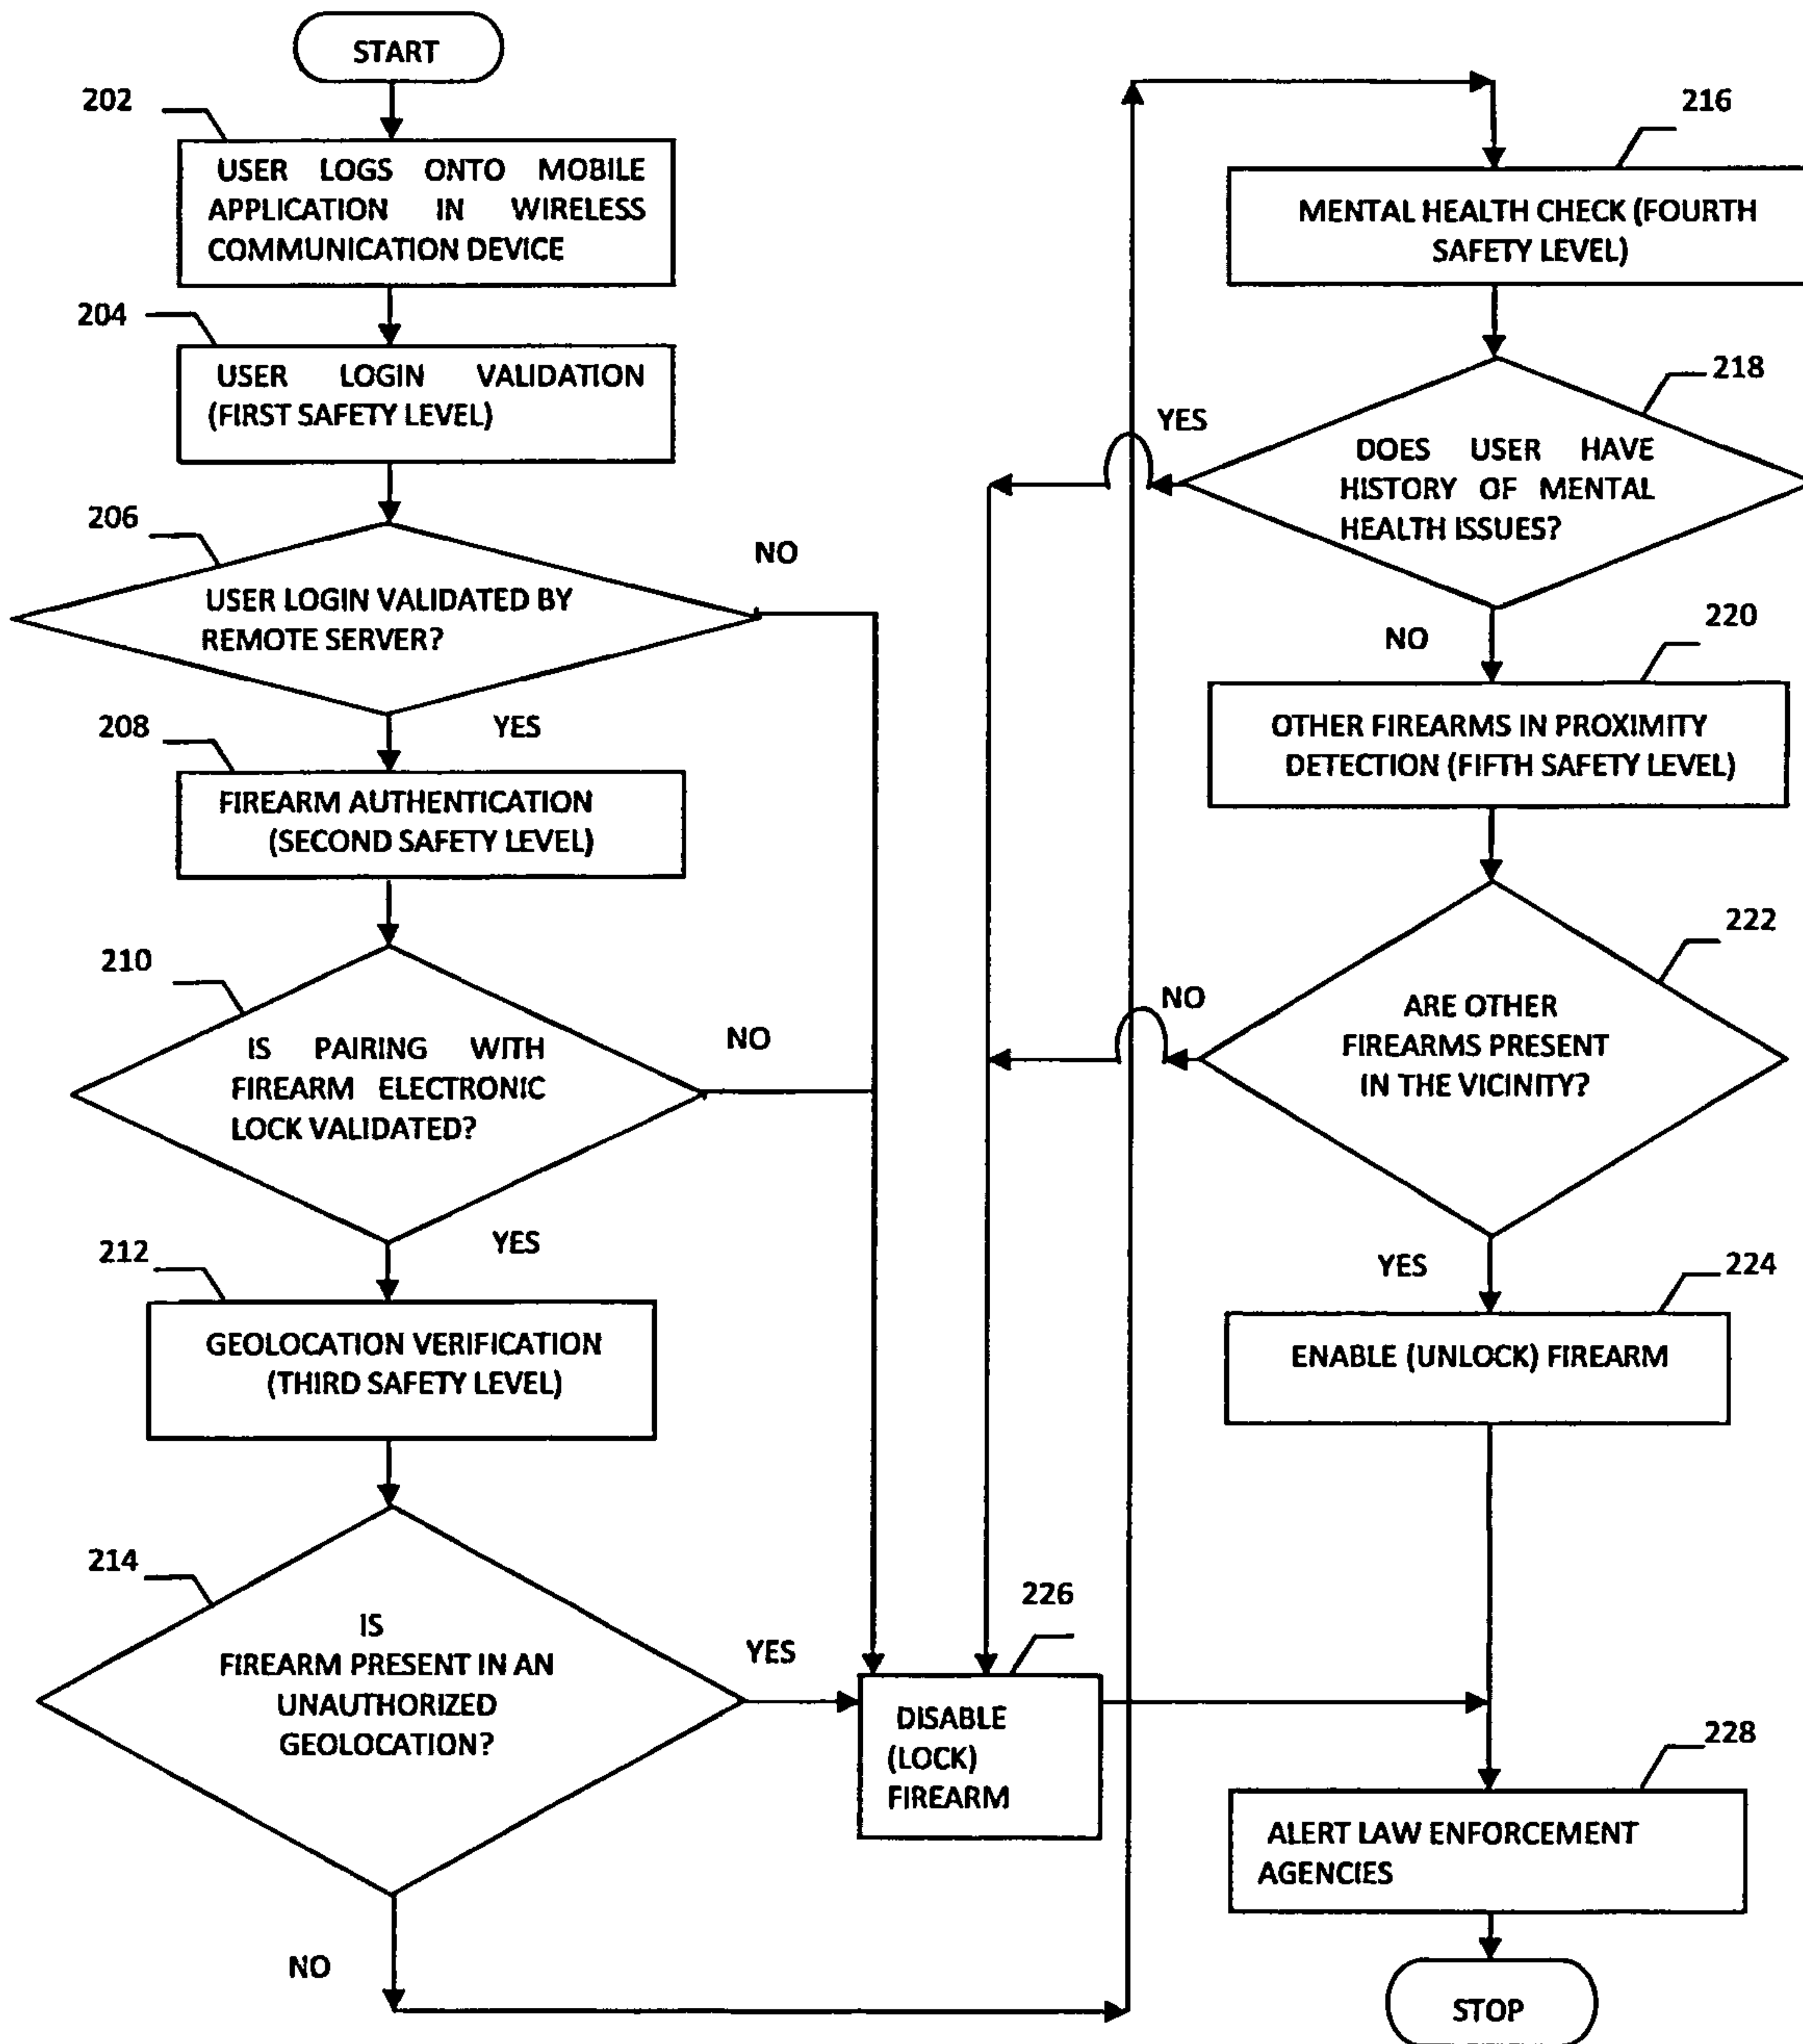 START
202
USER LOGS ONTO MOBILE
APPLICATION IN WIRELESS
COMMUNICATION DEVICE
204
USER LOGIN VALIDATION
(FIRST SAFETY LEVEL)
206
NO
USER LOGIN VALIDATED BY
REMOTE SERVER?
208
YES
FIREARM AUTHENTICATION
(SECOND SAFETY LEVEL)
210
NO
IS PAIRING WITH
FIREARM ELECTRONIC
LOCK VALIDATED?
212
YES
GEOLOCATION VERIFICATION
(THIRD SAFETY LEVEL)
214
IS
FIREARM PRESENT IN AN
UNAUTHORIZED
GEOLOCATION?
YES
NO
226
DISABLE
(LOCK)
FIREARM
216
MENTAL HEALTH CHECK (FOURTH
SAFETY LEVEL)
218
YES
DOES USER HAVE
HISTORY OF MENTAL
HEALTH ISSUES?
NO
220
OTHER FIREARMS IN PROXIMITY
DETECTION (FIFTH SAFETY LEVEL)
222
NO
ARE OTHER
FIREARMS PRESENT
IN THE VICINITY?
YES
224
ENABLE (UNLOCK) FIREARM
228
ALERT LAW ENFORCEMENT
AGENCIES
STOP